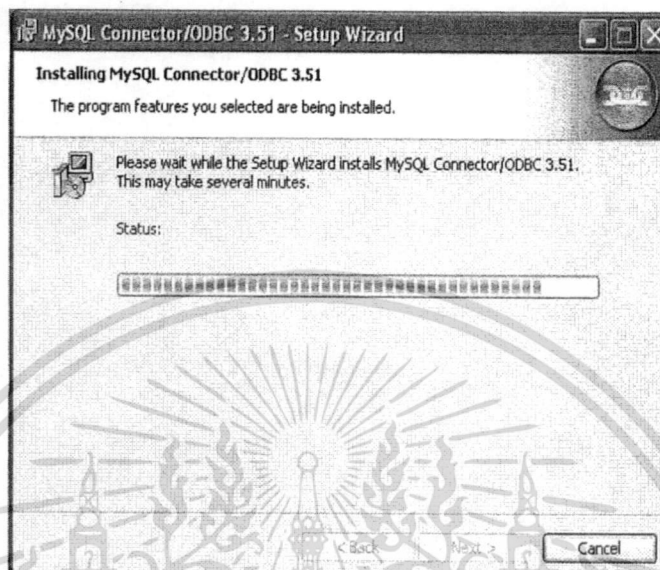 MySQL Connector/ODBC 3.51 - Setup Wizard
Installing MySQL Connector/ODBC 3.51
The program features you selected are being installed.
Please wait while the Setup Wizard installs MySQL Connector/ODBC 3.51.
This may take several minutes.
Status:
< Back Next > Cancel